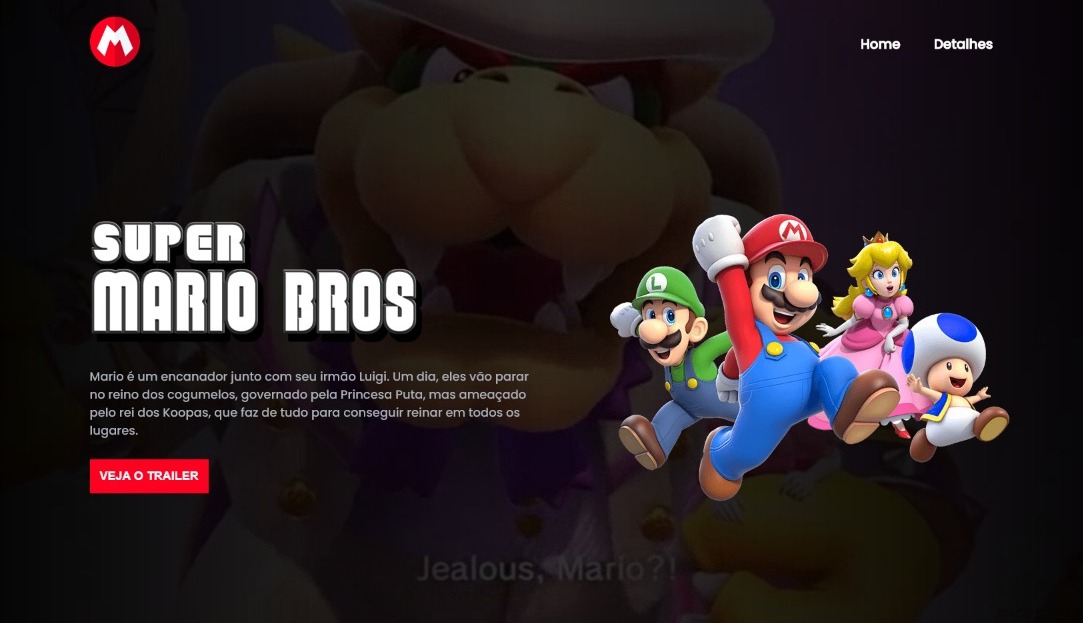 M
Home
Detalhes
SUPER
MARIO BROS
Mario é um encanador junto com seu irmão Luigi. Um dia, eles vão parar
no reino dos cogumelos, governado pela Princesa Puta, mas ameaçado
pelo rei dos Koopas, que faz de tudo para conseguir reinar em todos os
lugares.
VEJA O TRAILER
M
L
Jealous, Mario?!